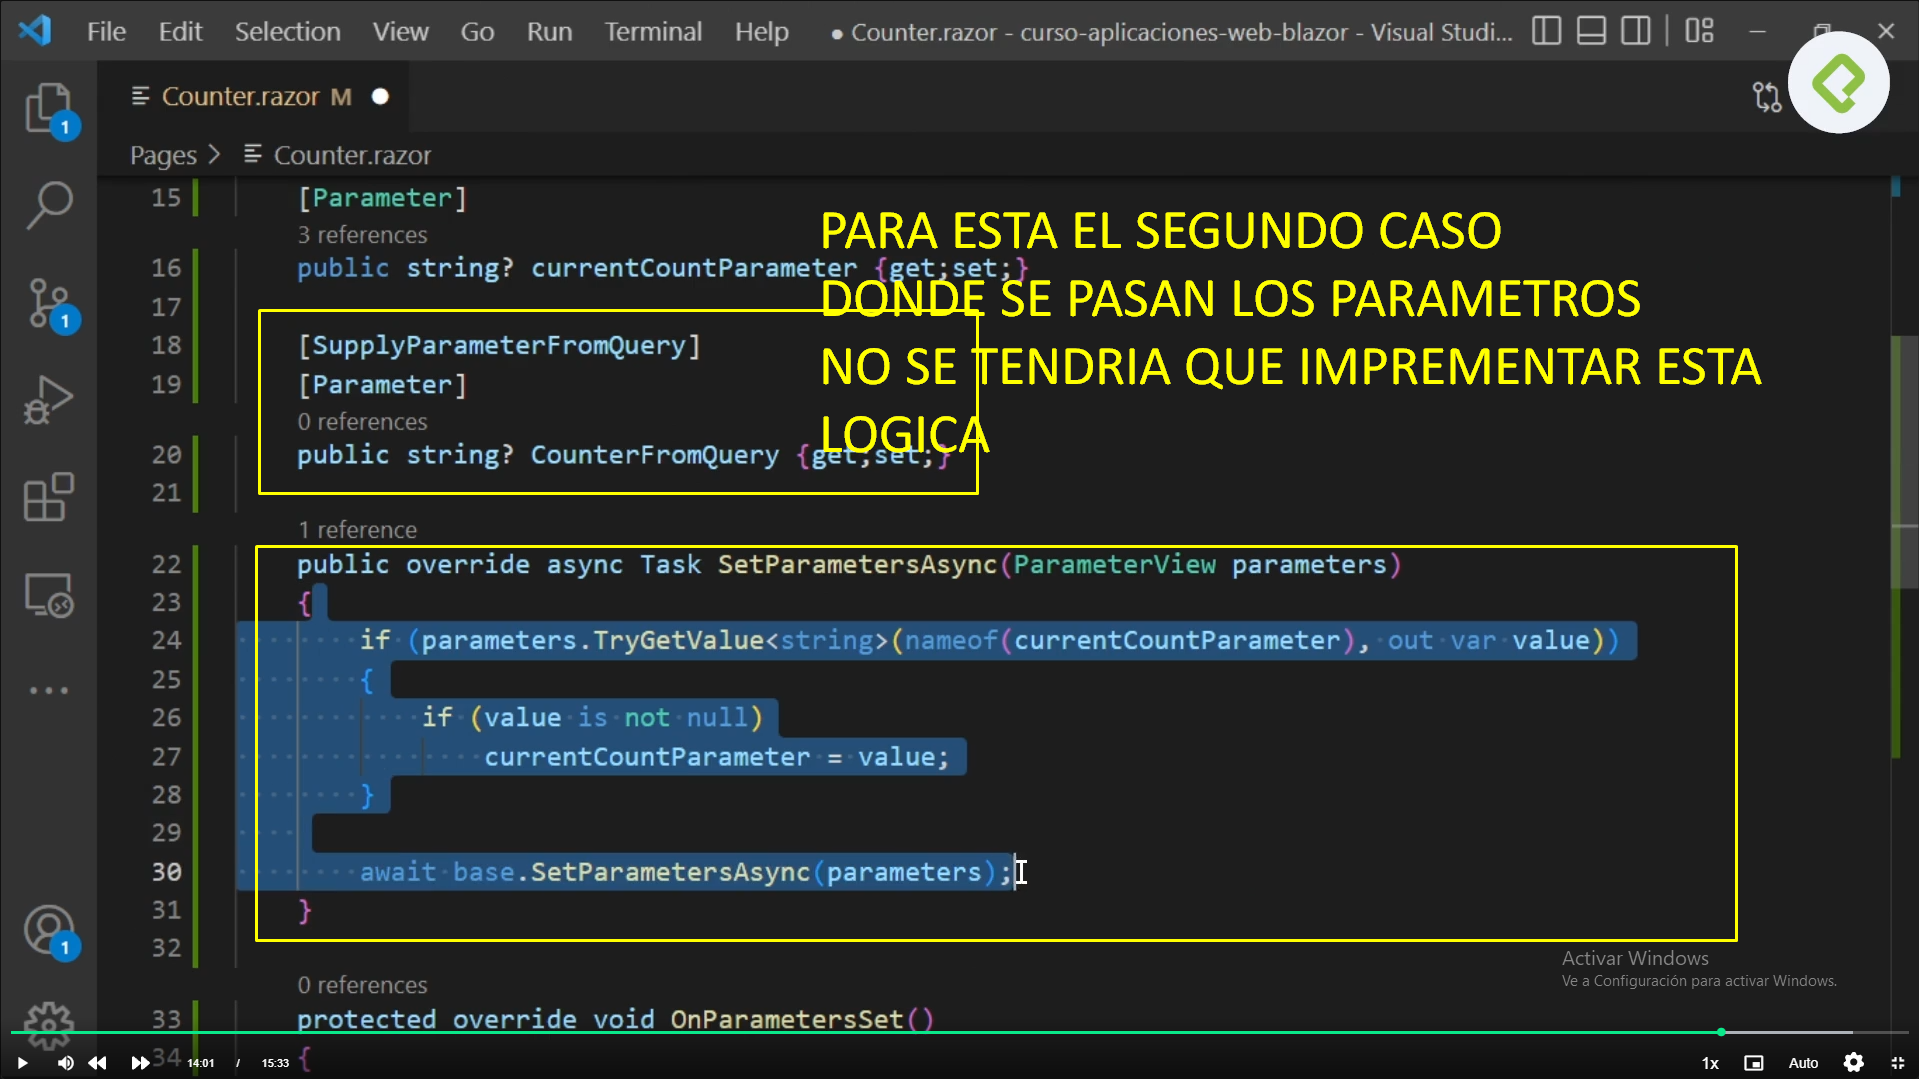 File Edit Selection View Go Run Terminal Help ● Counter.razor - curso-aplicaciones-web-blazor - Visual Studi...
Counter.razor M ●
Pages > Counter.razor
15 [Parameter]
3 references
16 public string? currentCountParameter {get;set;}
17
18 [SupplyParameterFromQuery]
19 [Parameter]
0 references
20 public string? CounterFromQuery {get;set;}
21
1 reference
22 public override async Task SetParametersAsync(ParameterView parameters)
23 {
24 if (parameters.TryGetValue<string>(nameof(currentCountParameter), out var value))
25 {
26 if (value is not null)
27 currentCountParameter = value;
28 }
29
30 await base.SetParametersAsync(parameters);
31 }
32
0 references
33 protected override void OnParametersSet()
34 {
PARA ESTA EL SEGUNDO CASO
DONDE SE PASAN LOS PARAMETROS
NO SE TENDRIA QUE IMPREMENTAR ESTA
LOGICA
1
1
1
Activar Windows
Ve a Configuración para activar Windows.
14:01 / 15:33
1x Auto